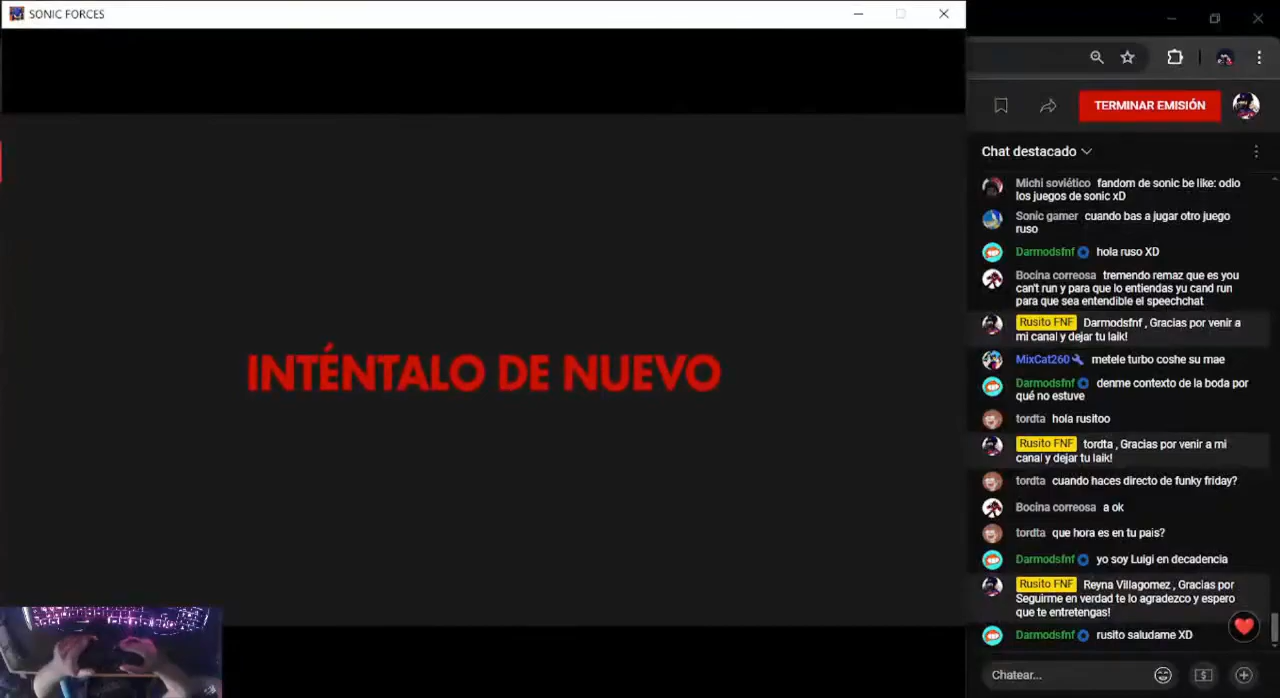 SONIC FORCES
TERMINAR EMISIÓN
Chat destacado
INTÉNTALO DE NUEVO
Michi soviético fandom de sonic be like: odio
los juegos de sonic xD
Sonic gamer cuando bas a jugar otro juego
ruso
Darmodsfnf hola ruso XD
Bocina correosa tremendo remaz que es you
can't run y para que lo entiendas yu cand run
para que sea entendible el speechchat
Rusito FNF Darmodsfnf , Gracias por venir a
mi canal y dejar tu laik!
MixCat260 metele turbo coshe su mae
Darmodsfnf denme contexto de la boda por
qué no estuve
tordta hola rusitoo
Rusito FNF tordta , Gracias por venir a mi
canal y dejar tu laik!
tordta cuando haces directo de funky friday?
Bocina correosa a ok
tordta que hora es en tu pais?
Darmodsfnf yo soy Luigi en decadencia
Rusito FNF Reyna Villagomez , Gracias por
Seguirme en verdad te lo agradezco y espero
que te entretengas!
Darmodsfnf rusito saludame XD
Chatear...